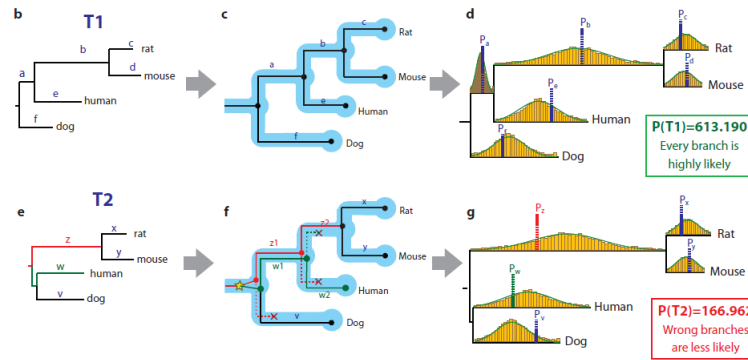 T1
b
c
d
a
b
c
rat
d
mouse
e
human
f
dog
a
b
c
Rat
Mouse
e
Human
f
Dog
Pa
Pb
Pc
Rat
Pd
Mouse
Pe
Human
Dog
P(T1)=613.190
Every branch is
highly likely
T2
e
f
g
x
rat
z
y
mouse
w
human
v
dog
x
Rat
z2
z1
y
Mouse
w1
w2
Human
v
Dog
Px
Pz
Rat
Py
Mouse
Pw
Human
Pv
Dog
P(T2)=166.962
Wrong branches
are less likely